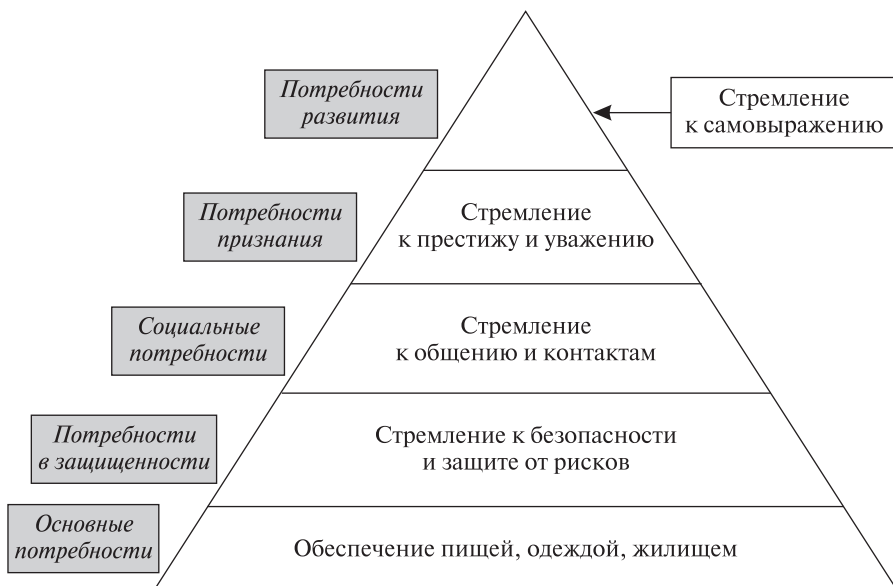 Потребности
развития
Стремление
к самовыражению
Потребности
признания
Стремление
к престижу и уважению
Социальные
потребности
Стремление
к общению и контактам
Потребности
в защищенности
Стремление к безопасности
и защите от рисков
Основные
потребности
Обеспечение пищей, одеждой, жилищем